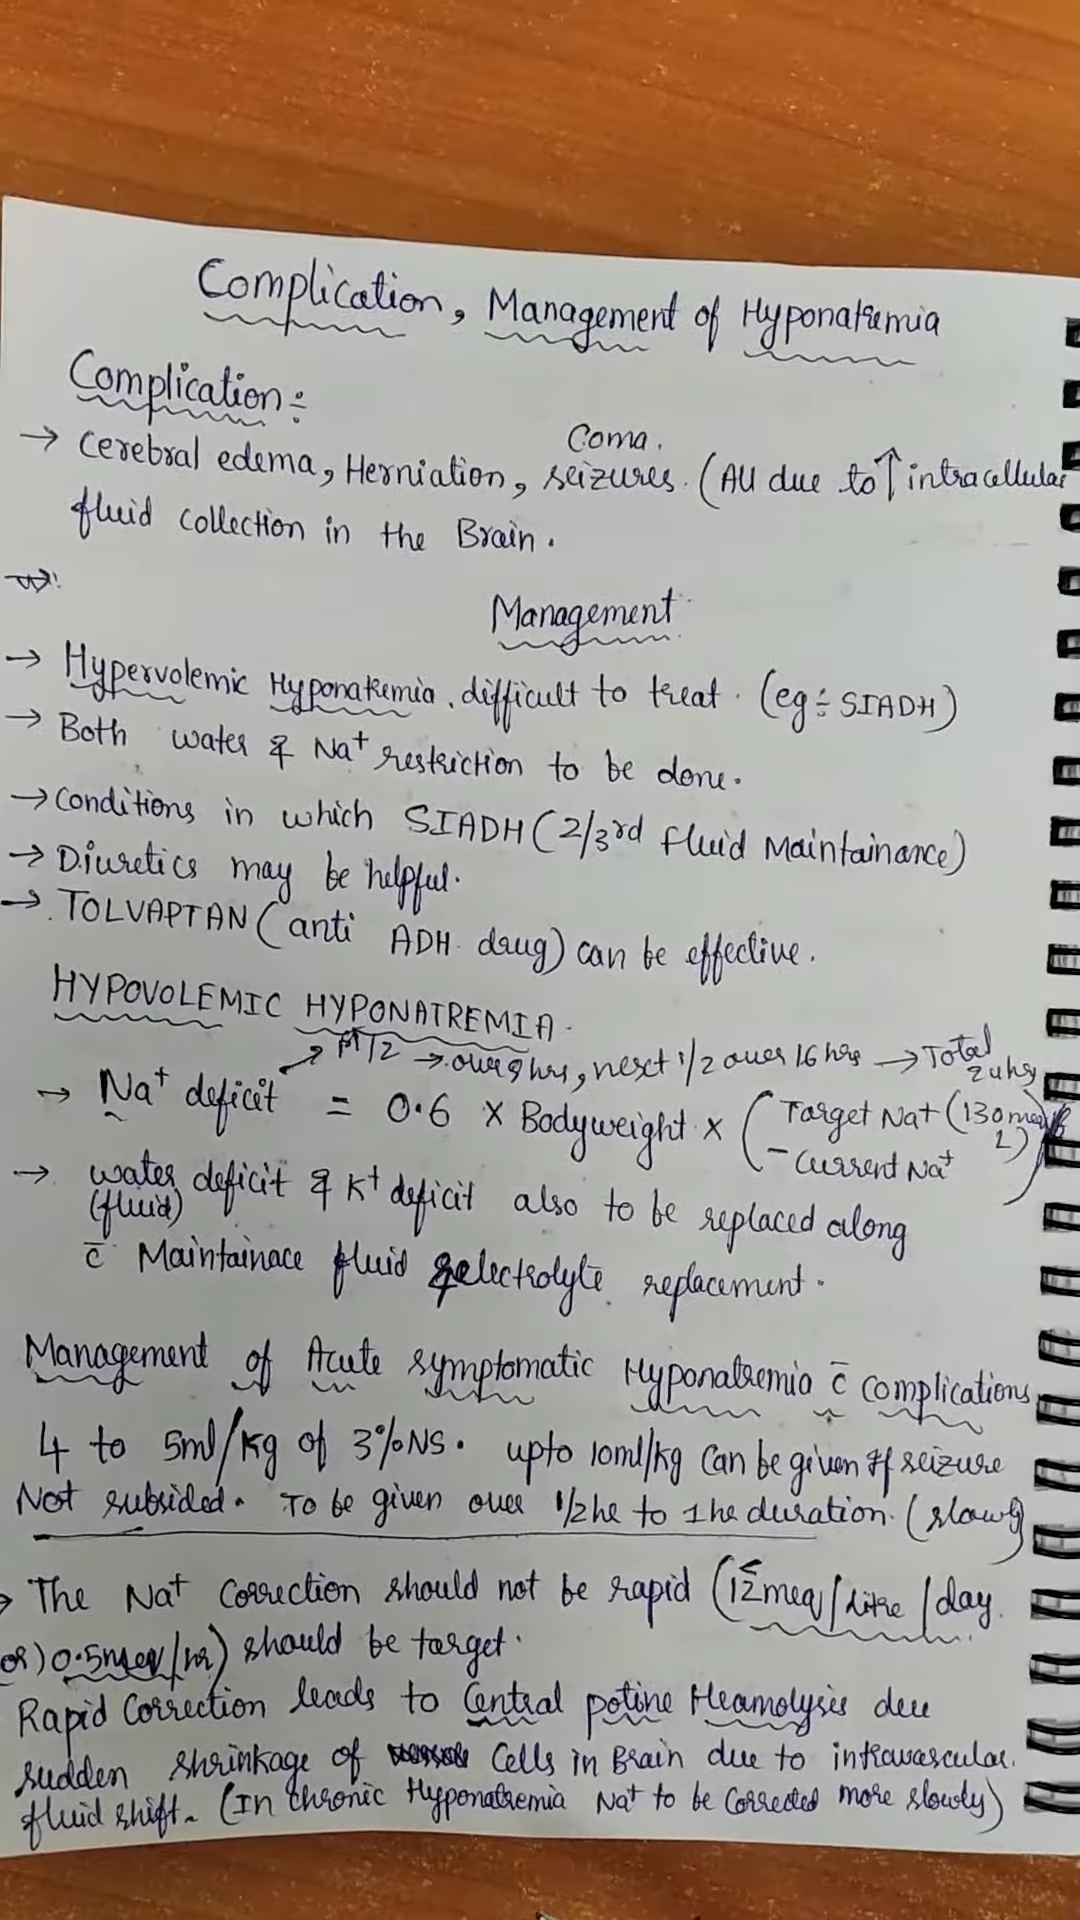 Complication, Management of Hyponatremia
Complication:
Coma.
→ Cerebral edema, Herniation, seizures. (All due to ↑ intracellular
fluid collection in the Brain.
Management
→ Hypervolemic Hyponatremia. difficult to treat. (eg: SIADH)
→ Both water & Na+ restriction to be done.
→ Conditions in which SIADH (2/3rd fluid Maintainance)
→ Diuretics may be helpful.
→ TOLVAPTAN (anti ADH drug) can be effective.
HYPOVOLEMIC HYPONATREMIA.
1/2 → over 8 hrs, next 1/2 over 16 hrs → Total 24 hrs
→ Na+ deficit = 0.6 X Bodyweight X (Target Na+ (130 meq/L)
- Current Na+)
→ water deficit & K+ deficit also to be replaced along
(fluid)
c̄ Maintainace fluid & electrolyte replacement.
Management of Acute symptomatic Hyponatremia c̄ complications
4 to 5ml/kg of 3% NS. upto 10ml/kg Can be given if seizure
Not subsided. To be given over 1/2 hr to 1 hr duration. (slowly)
→ The Na+ Correction should not be rapid (≤12 meq/litre/day
or) 0.5meq/hr) should be target.
Rapid Correction leads to Central potine Heamolysis due
sudden shrinkage of Cells in Brain due to intravascular
fluid shift. (In chronic Hyponatremia Na+ to be Corrected more slowly)